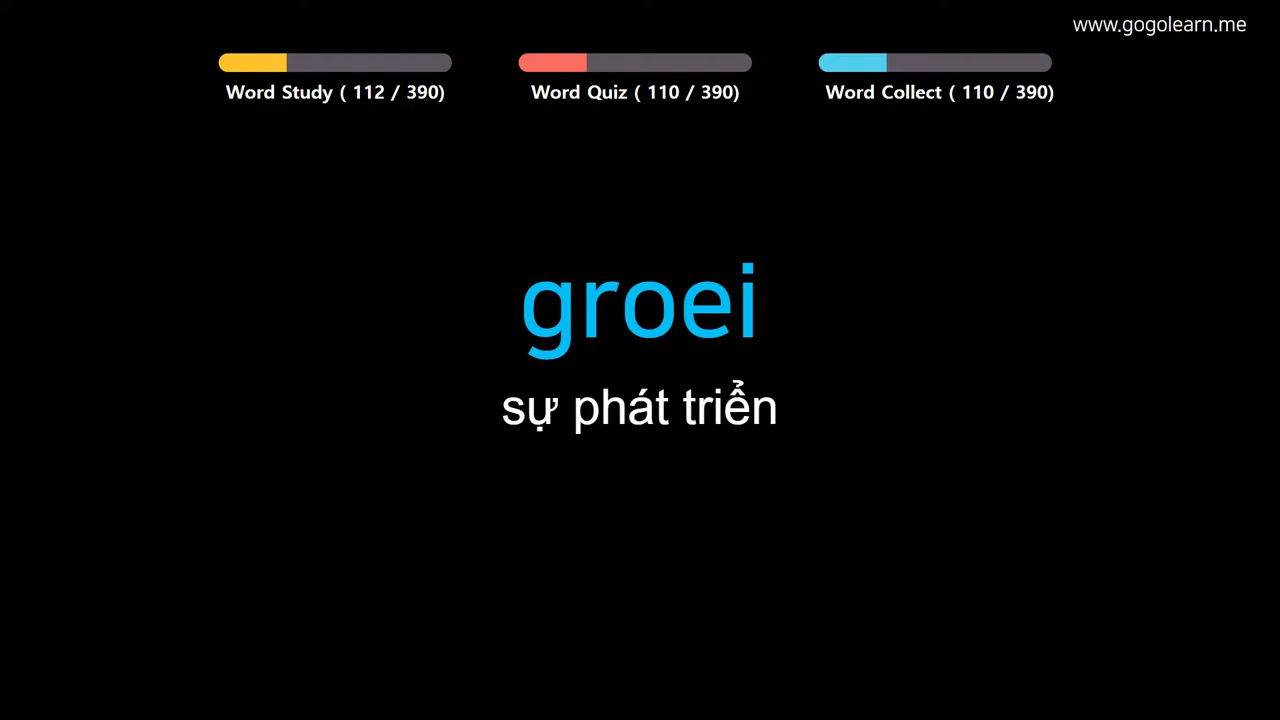 www.gogolearn.me
Word Study ( 112 / 390)
Word Quiz ( 110 / 390)
Word Collect ( 110 / 390)
groei
sự phát triển